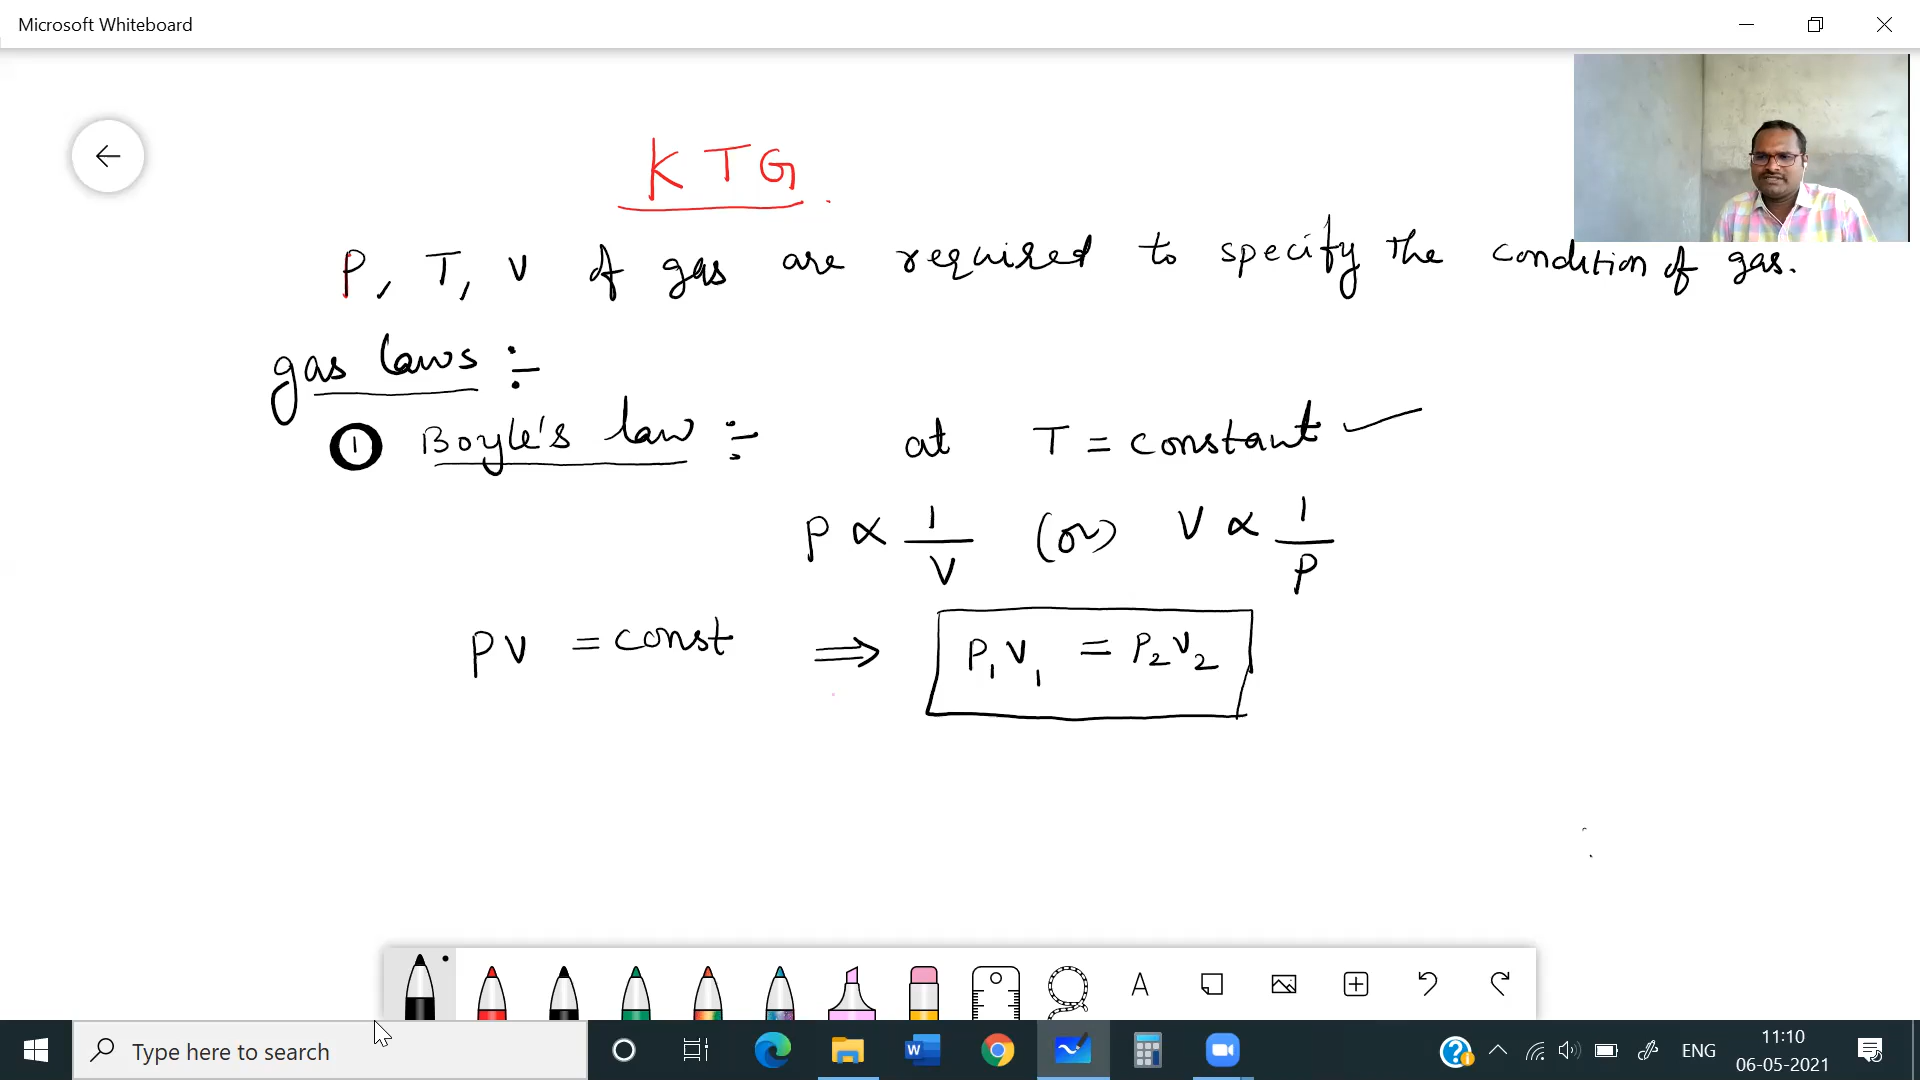 Microsoft Whiteboard
KTG.
P, T, V of gas are required to specify the condition of gas.
gas laws :-
① Boyle's law :- at T = constant ✓
P ∝ 1/V (or) V ∝ 1/P
PV = const ⇒ P₁V₁ = P₂V₂
A
Type here to search
ENG
11:10
06-05-2021